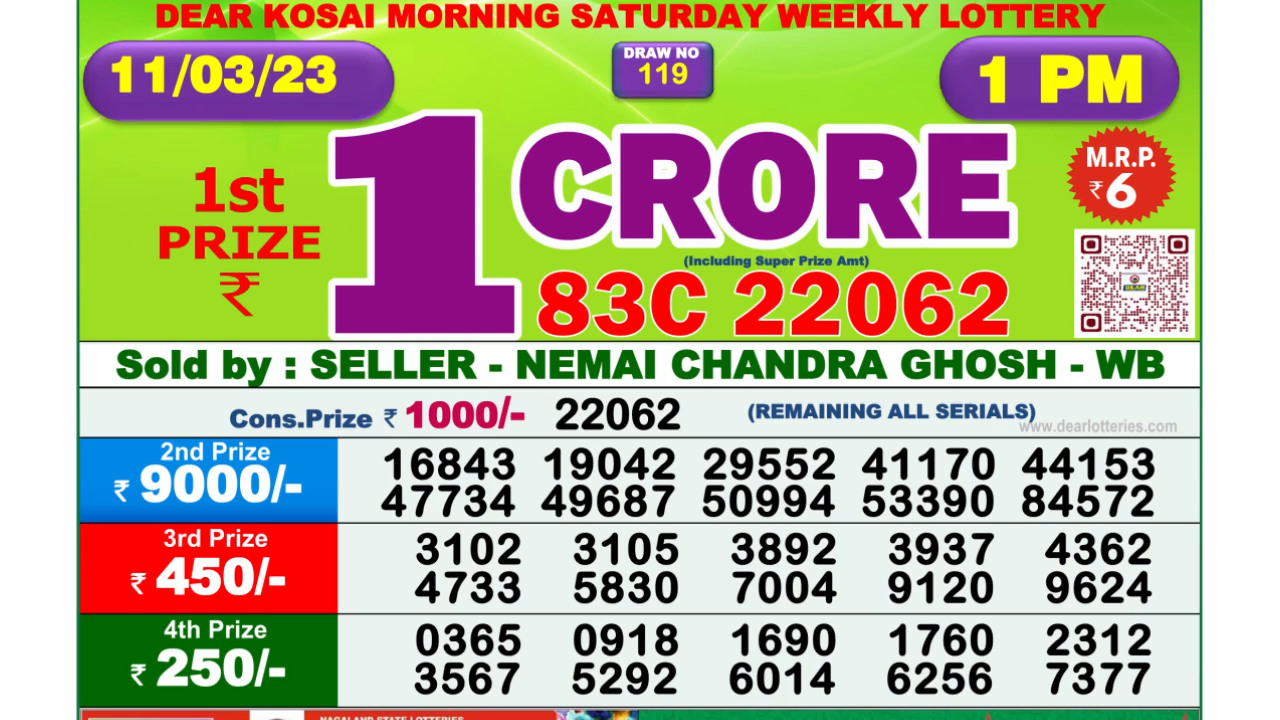 DEAR KOSAI MORNING SATURDAY WEEKLY LOTTERY
11/03/23
DRAW NO
119
1 PM
1st
PRIZE
₹
1 CRORE
(Including Super Prize Amt)
83C 22062
M.R.P.
₹6
Sold by : SELLER - NEMAI CHANDRA GHOSH - WB
Cons.Prize ₹ 1000/- 22062 (REMAINING ALL SERIALS)
www.dearlotteries.com
2nd Prize
₹ 9000/-
16843 19042 29552 41170 44153
47734 49687 50994 53390 84572
3rd Prize
₹ 450/-
3102 3105 3892 3937 4362
4733 5830 7004 9120 9624
4th Prize
₹ 250/-
0365 0918 1690 1760 2312
3567 5292 6014 6256 7377
NAGALAND STATE LOTTERIES